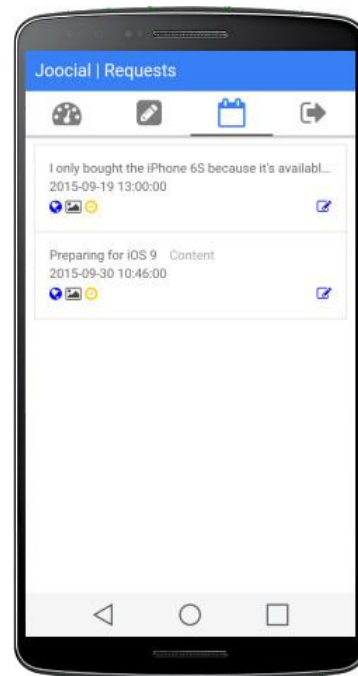 Joocial | Requests
I only bought the iPhone 6S because it's availabl...
2015-09-19 13:00:00
Preparing for iOS 9 Content
2015-09-30 10:46:00